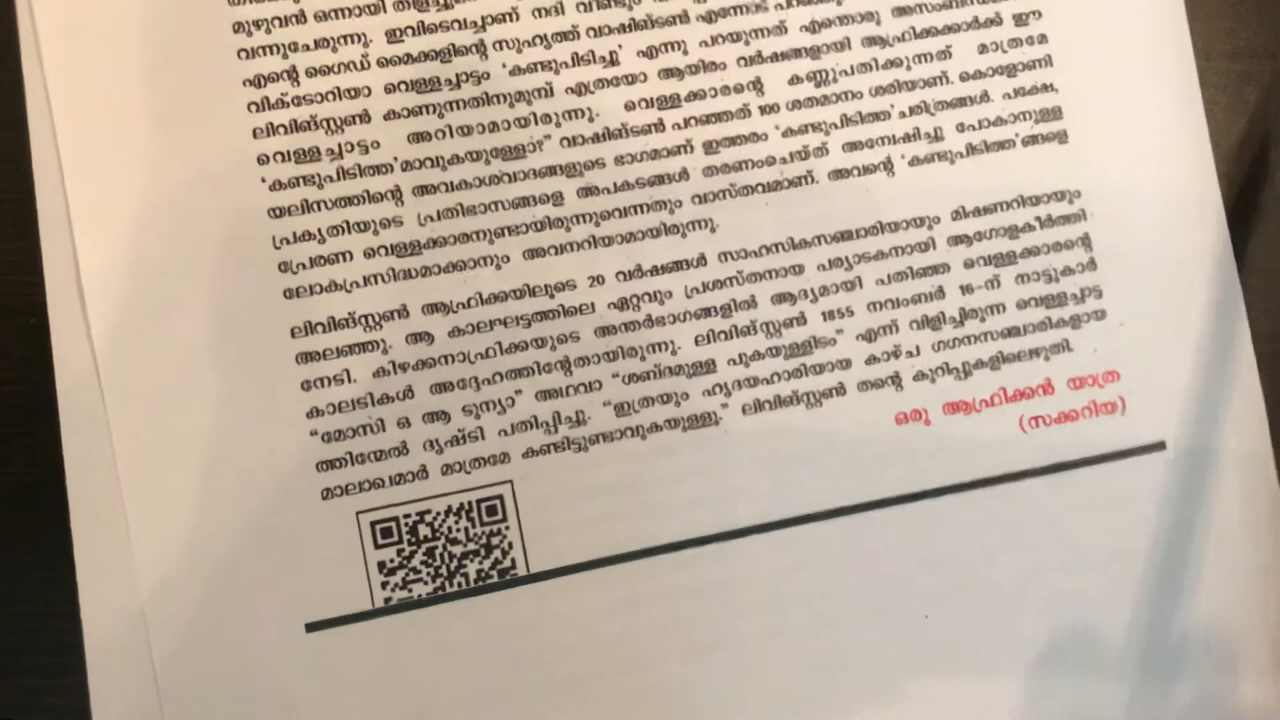 മുഴുവൻ ഒന്നായി
വന്നുചേരുന്നു. ഇവിടെവച്ചാണ് നദി വീണ്ടും
എന്റെ ഗൈഡ് മൈക്കളിന്റെ സുഹൃത്ത് വാഷിങ്ടൺ എന്നോട്
വിക്ടോറിയാ വെള്ളച്ചാട്ടം ‘കണ്ടുപിടിച്ചു’ എന്നു പറയുന്നത് എന്തൊരു
ലിവിങ്സ്റ്റൺ കാണുന്നതിനുമുമ്പ് എത്രയോ ആയിരം വർഷങ്ങളായി ആഫ്രിക്കക്കാർക്ക് ഈ
വെള്ളച്ചാട്ടം അറിയാമായിരുന്നു. വെള്ളക്കാരന്റെ കണ്ണുപതിക്കുന്നത് മാത്രമേ
‘കണ്ടുപിടിത്ത’മാവുകയുള്ളോ?” വാഷിങ്ടൺ പറഞ്ഞത് 100 ശതമാനം ശരിയാണ്. കൊളോണി
യലിസത്തിന്റെ അവകാശവാദങ്ങളുടെ ഭാഗമാണ് ഇത്തരം ‘കണ്ടുപിടിത്ത’ചരിത്രങ്ങൾ. പക്ഷേ,
പ്രകൃതിയുടെ പ്രതിഭാസങ്ങളെ അപകടങ്ങൾ തരണംചെയ്ത് അന്വേഷിച്ചു പോകാനുള്ള
പ്രേരണ വെള്ളക്കാരനുണ്ടായിരുന്നുവെന്നതും വാസ്തവമാണ്. അവന്റെ ‘കണ്ടുപിടിത്ത’ങ്ങളെ
ലോകപ്രസിദ്ധമാക്കാനും അവനറിയാമായിരുന്നു.
ലിവിങ്സ്റ്റൺ ആഫ്രിക്കയിലൂടെ 20 വർഷങ്ങൾ സാഹസികസഞ്ചാരിയായും മിഷണറിയായും
അലഞ്ഞു. ആ കാലഘട്ടത്തിലെ ഏറ്റവും പ്രശസ്തനായ പര്യാടകനായി ആഗോളകീർത്തി
നേടി. കിഴക്കനാഫ്രിക്കയുടെ അന്തർഭാഗങ്ങളിൽ ആദ്യമായി പതിഞ്ഞ വെള്ളക്കാരന്റെ
കാലടികൾ അദ്ദേഹത്തിന്റേതായിരുന്നു. ലിവിങ്സ്റ്റൺ 1855 നവംബർ 16-ന് നാട്ടുകാർ
“മോസി ഒ ആ ടുന്യാ” അഥവാ “ശബ്ദമുള്ള പുകയുള്ളിടം” എന്ന് വിളിച്ചിരുന്ന വെള്ളച്ചാട്ട
ത്തിന്മേൽ ദൃഷ്ടി പതിപ്പിച്ചു. “ഇത്രയും ഹൃദയഹാരിയായ കാഴ്ച ഗഗനസഞ്ചാരികളായ
മാലാഖമാർ മാത്രമേ കണ്ടിട്ടുണ്ടാവുകയുള്ളൂ.” ലിവിങ്സ്റ്റൺ തന്റെ കുറിപ്പുകളിലെഴുതി.
ഒരു ആഫ്രിക്കൻ യാത്ര
(സക്കറിയ)